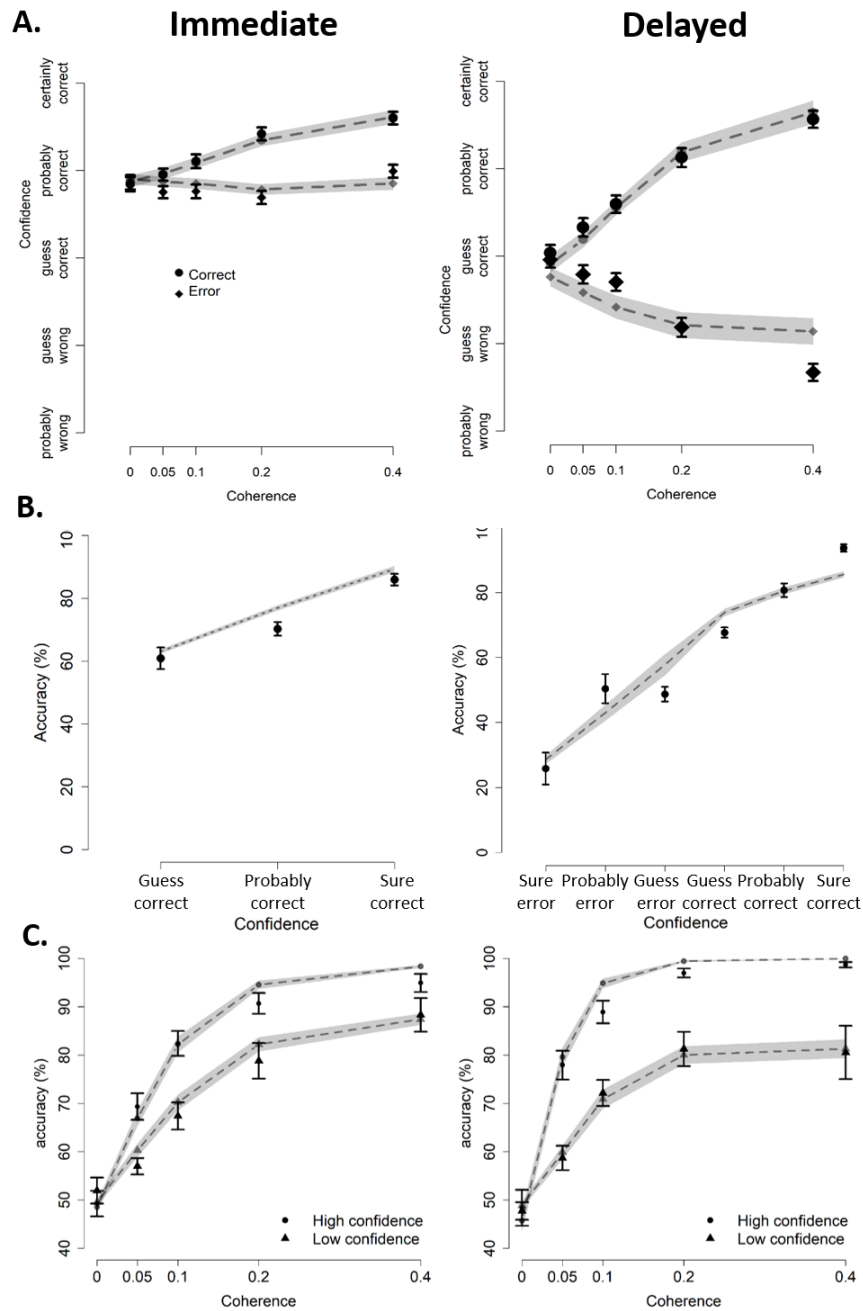 A.
Immediate
Delayed
certainly
correct
probably
correct
guess
correct
guess
wrong
probably
wrong
Confidence
Correct
Error
0 0.05 0.1 0.2 0.4
Coherence
certainly
correct
probably
correct
guess
correct
guess
wrong
probably
wrong
Confidence
0 0.05 0.1 0.2 0.4
Coherence
B.
10
80
60
40
20
0
Accuracy (%)
Guess correct
Probably correct
Sure correct
Confidence
80
60
40
20
0
Accuracy (%)
Sure error
Probably error
Guess error
Guess correct
Probably correct
Sure correct
Confidence
C.
100
90
80
70
60
50
40
accuracy (%)
High confidence
Low confidence
0 0.05 0.1 0.2 0.4
Coherence
100
90
80
70
60
50
40
accuracy (%)
High confidence
Low confidence
0 0.05 0.1 0.2 0.4
Coherence